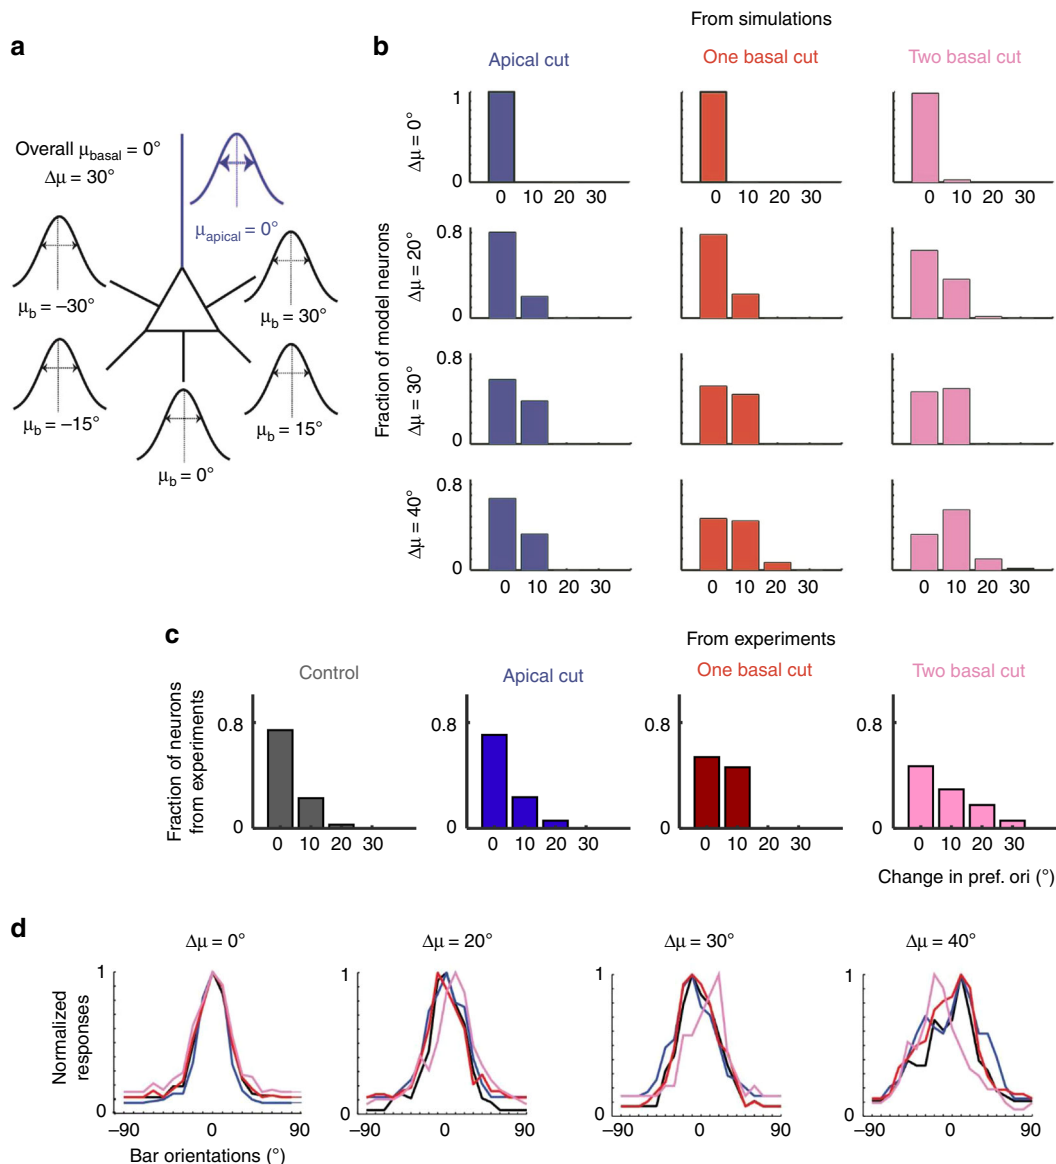 From simulations
a
b
Apical cut
One basal cut
Two basal cut
Overall μbasal = 0°
Δμ = 30°
μapical = 0°
μb = –30°
μb = 30°
μb = –15°
μb = 15°
μb = 0°
Fraction of model neurons
Δμ = 0°
1
0
0 10 20 30
0 10 20 30
0 10 20 30
Δμ = 20°
0.8
0
Δμ = 30°
0.8
0
Δμ = 40°
0.8
0
0 10 20 30
0 10 20 30
0 10 20 30
c
From experiments
Control
Apical cut
One basal cut
Two basal cut
Fraction of neurons
from experiments
0.8
0
0 10 20 30
0.8
0
0 10 20 30
0.8
0
0 10 20 30
0.8
0
0 10 20 30
Change in pref. ori (°)
d
Δμ = 0°
Δμ = 20°
Δμ = 30°
Δμ = 40°
Normalized
responses
1
0
–90 0 90
1
0
–90 0 90
1
0
–90 0 90
1
0
–90 0 90
Bar orientations (°)